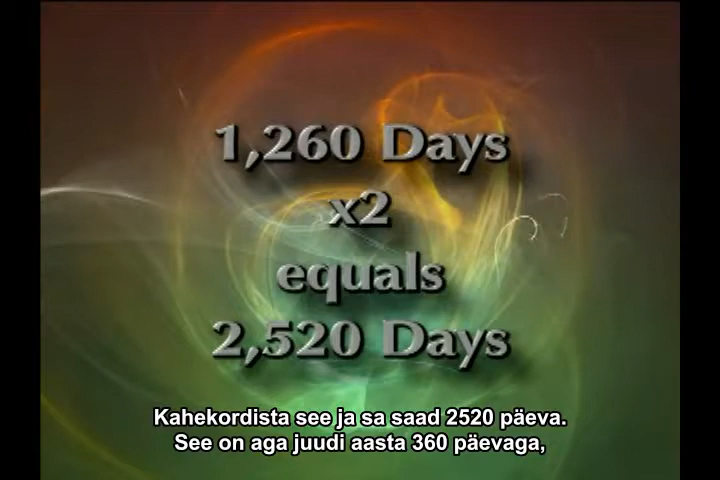 1,260 Days
x2
equals
2,520 Days
Kahekordista see ja sa saad 2520 päeva.
See on aga juudi aasta 360 päevaga,